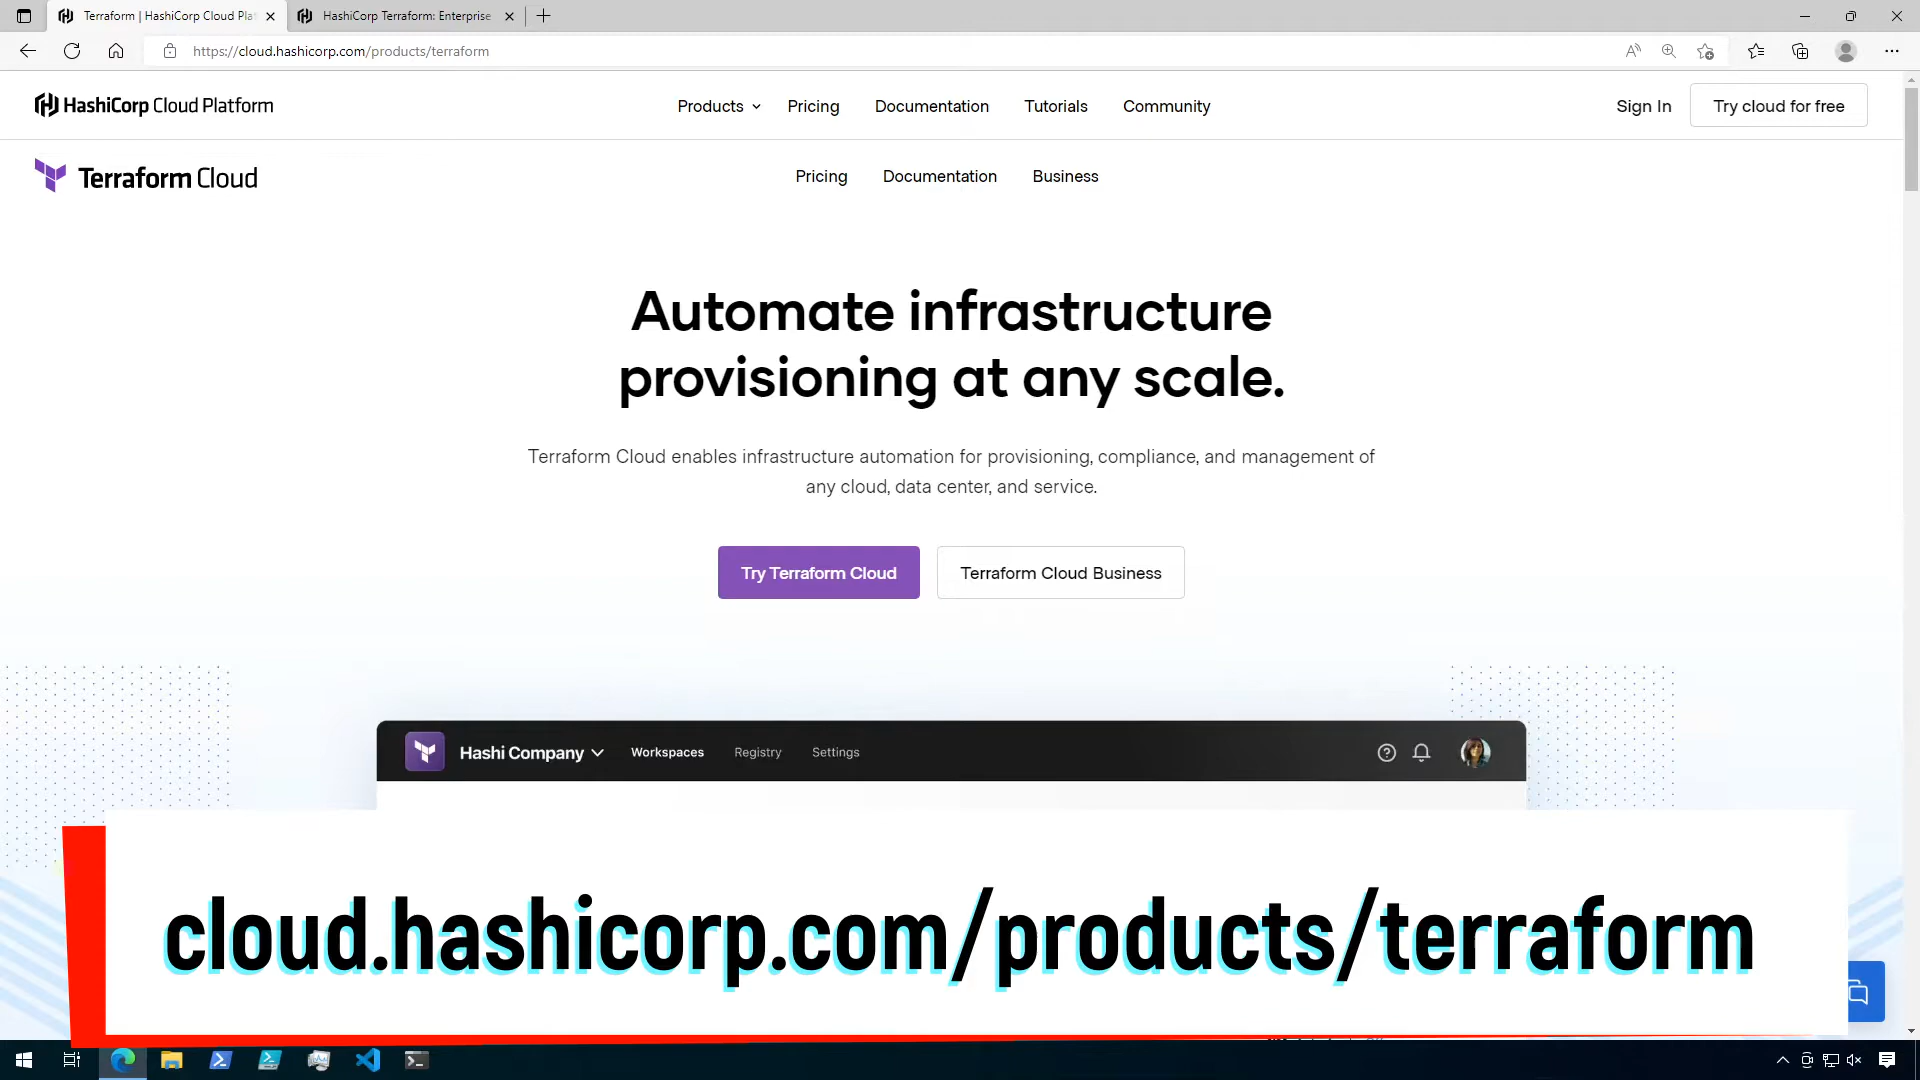 Terraform | HashiCorp Cloud Plat
HashiCorp Terraform: Enterprise
https://cloud.hashicorp.com/products/terraform
HashiCorp Cloud Platform
Products
Pricing
Documentation
Tutorials
Community
Sign In
Try cloud for free
Terraform Cloud
Pricing
Documentation
Business
Automate infrastructure
provisioning at any scale.
Terraform Cloud enables infrastructure automation for provisioning, compliance, and management of
any cloud, data center, and service.
Try Terraform Cloud
Terraform Cloud Business
Hashi Company
Workspaces
Registry
Settings
cloud.hashicorp.com/products/terraform